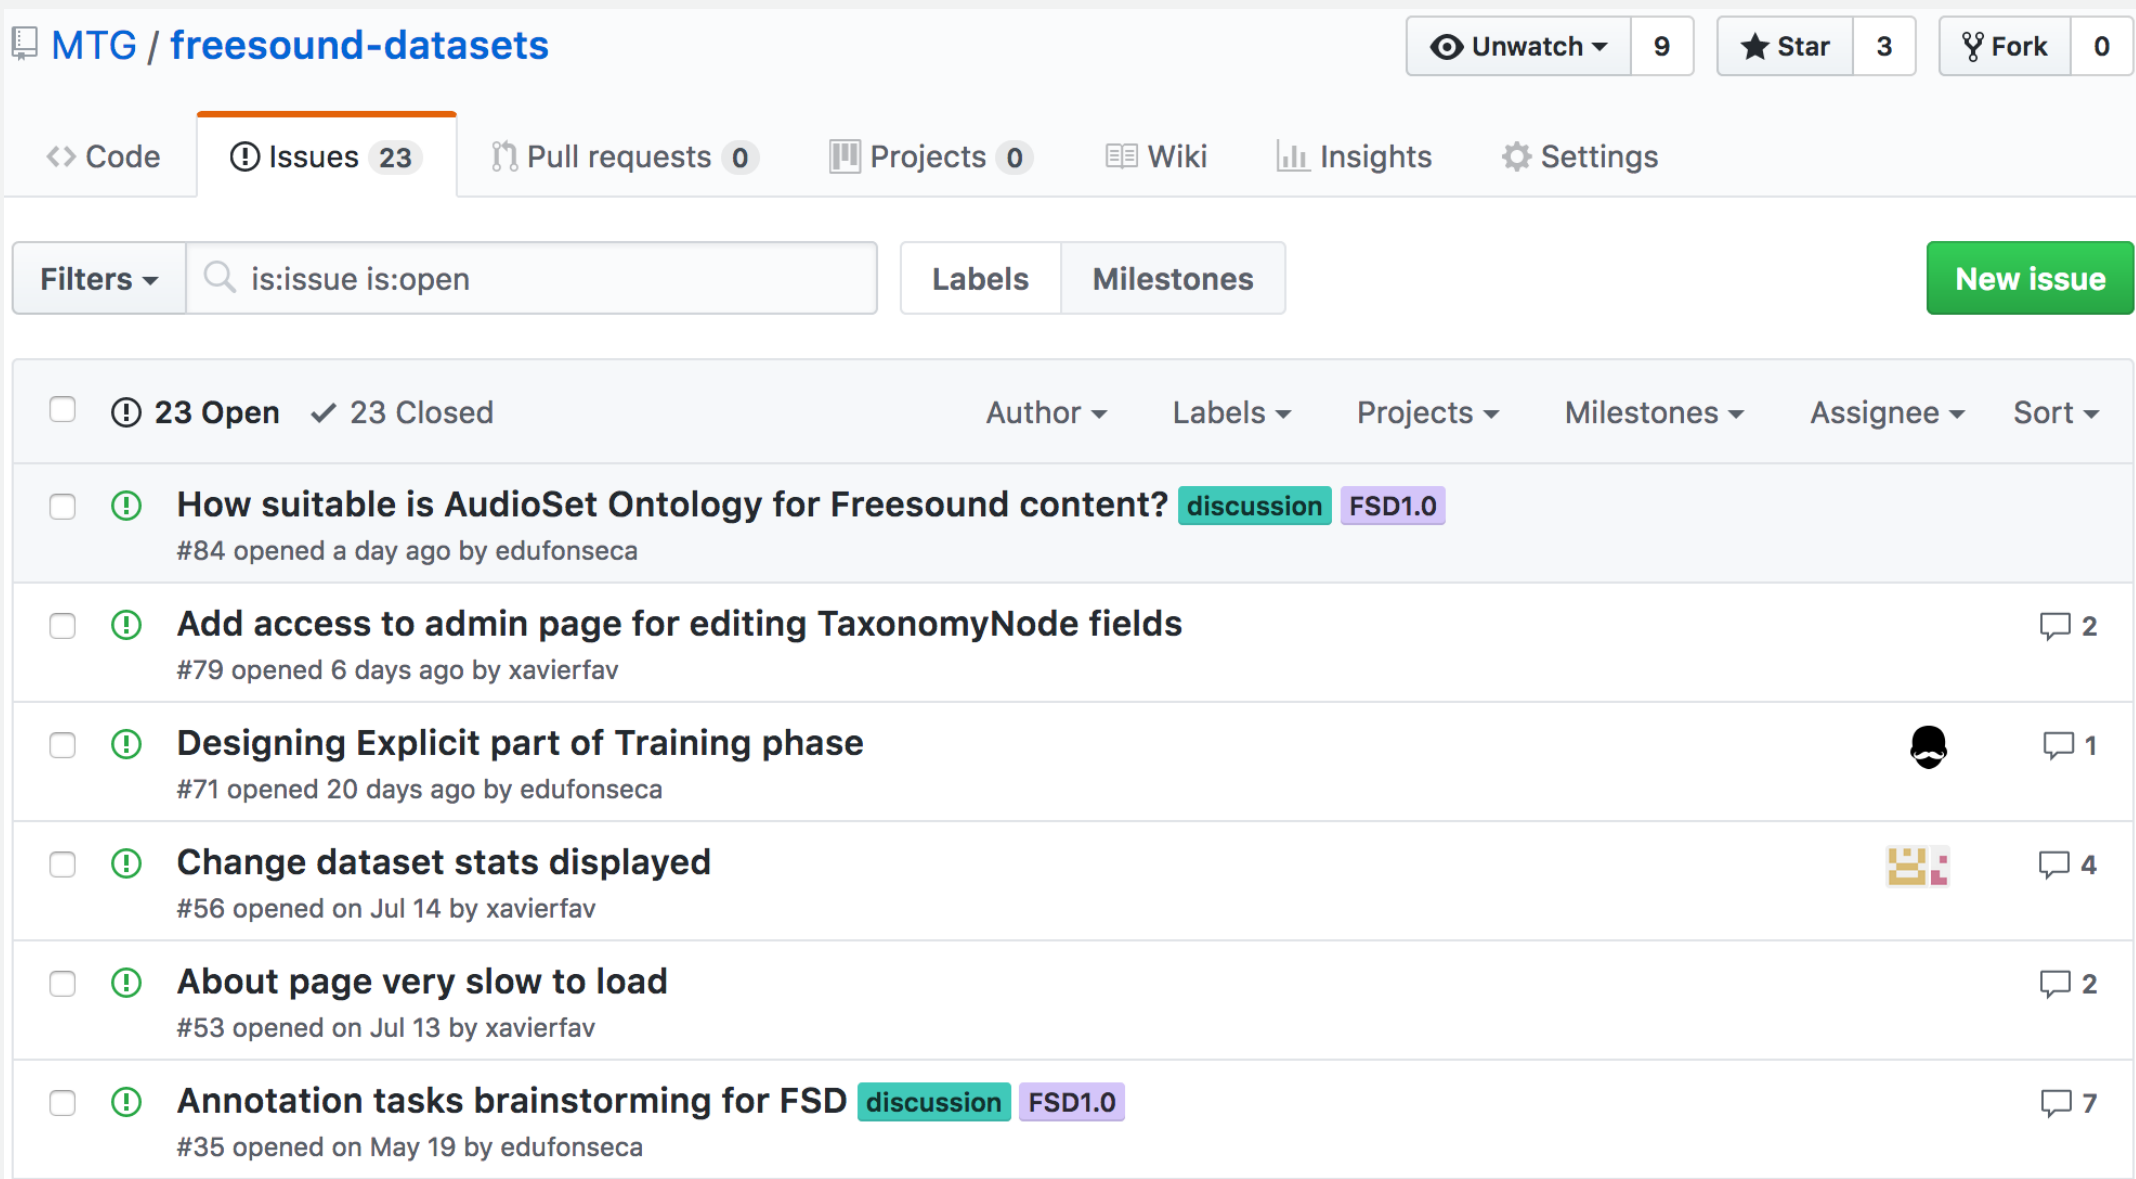 MTG / freesound-datasets Unwatch 9 Star 3 Fork 0
Code Issues 23 Pull requests 0 Projects 0 Wiki Insights Settings
Filters is:issue is:open Labels Milestones New issue
23 Open 23 Closed Author Labels Projects Milestones Assignee Sort
How suitable is AudioSet Ontology for Freesound content? discussion FSD1.0
#84 opened a day ago by edufonseca
Add access to admin page for editing TaxonomyNode fields 2
#79 opened 6 days ago by xavierfav
Designing Explicit part of Training phase 1
#71 opened 20 days ago by edufonseca
Change dataset stats displayed 4
#56 opened on Jul 14 by xavierfav
About page very slow to load 2
#53 opened on Jul 13 by xavierfav
Annotation tasks brainstorming for FSD discussion FSD1.0 7
#35 opened on May 19 by edufonseca